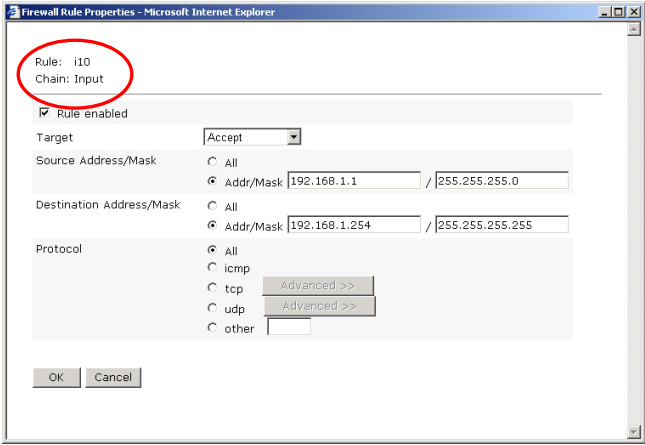 Firewall Rule Properties - Microsoft Internet Explorer
Rule: i10
Chain: Input
Rule enabled
Target Accept
Source Address/Mask All
Addr/Mask 192.168.1.1 / 255.255.255.0
Destination Address/Mask All
Addr/Mask 192.168.1.254 / 255.255.255.255
Protocol All
icmp
tcp Advanced >>
udp Advanced >>
other
OK Cancel